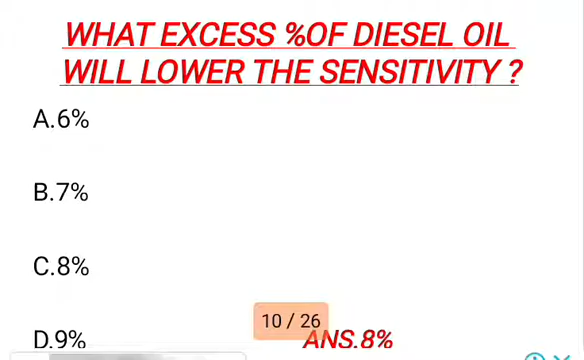 WHAT EXCESS %OF DIESEL OIL
WILL LOWER THE SENSITIVITY ?
A.6%
B.7%
C.8%
10 / 26
D.9%
ANS.8%